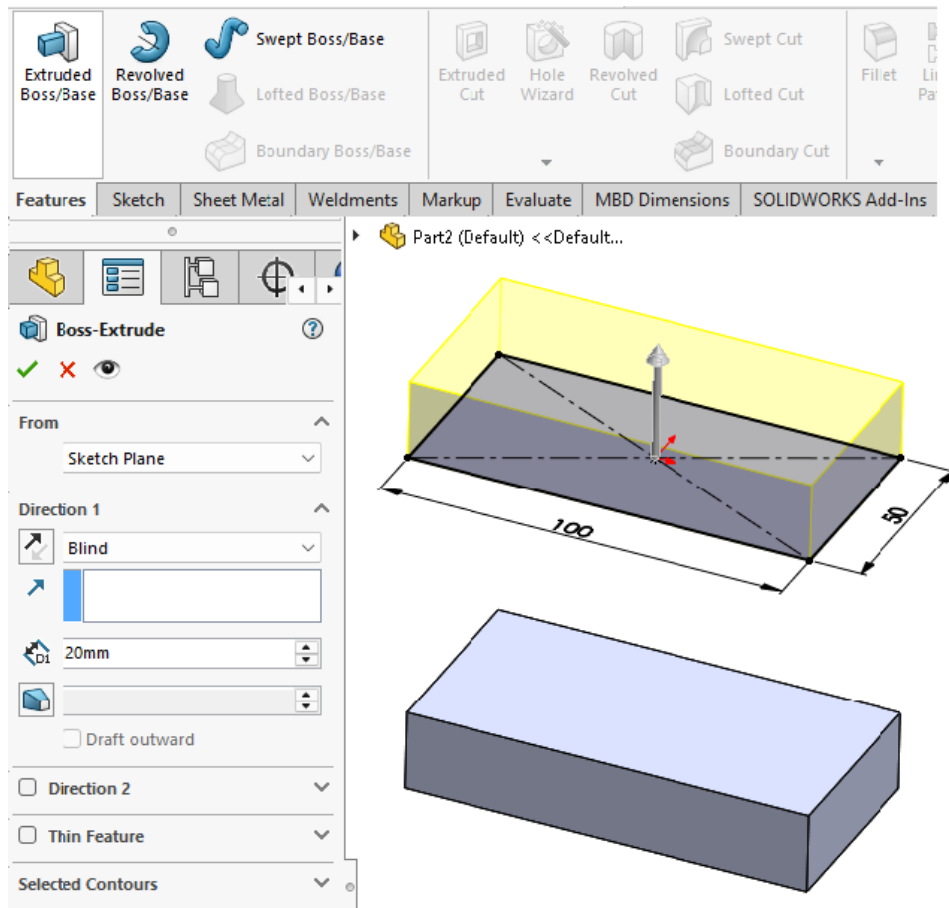 Extruded Boss/Base
Revolved Boss/Base
Swept Boss/Base
Lofted Boss/Base
Boundary Boss/Base
Extruded Cut
Hole Wizard
Revolved Cut
Swept Cut
Lofted Cut
Boundary Cut
Fillet
Features Sketch Sheet Metal Weldments Markup Evaluate MBD Dimensions SOLIDWORKS Add-Ins
Part2 (Default) <<Default...
Boss-Extrude
From
Sketch Plane
Direction 1
Blind
D1
20mm
Draft outward
Direction 2
Thin Feature
Selected Contours
100
50